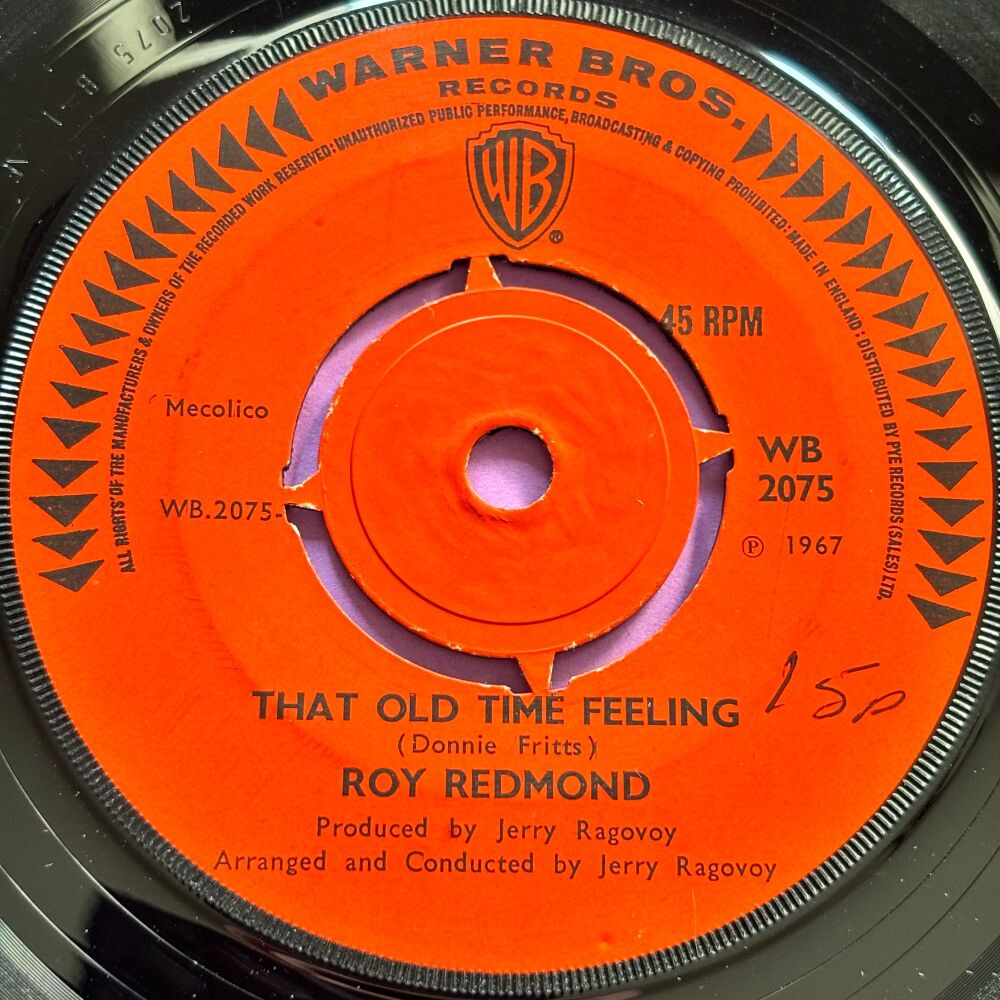 WARNER BROS.
RECORDS
ALL RIGHTS OF THE MANUFACTURERS & OWNERS OF THE RECORDED WORK RESERVED: UNAUTHORIZED PUBLIC PERFORMANCE, BROADCASTING & COPYING PROHIBITED: MADE IN ENGLAND: DISTRIBUTED BY PYE RECORDS (SALES) LTD.
WB
®
45 RPM
Mecolico
WB
2075
WB.2075-
℗ 1967
THAT OLD TIME FEELING
15p
(Donnie Fritts)
ROY REDMOND
Produced by Jerry Ragovoy
Arranged and Conducted by Jerry Ragovoy